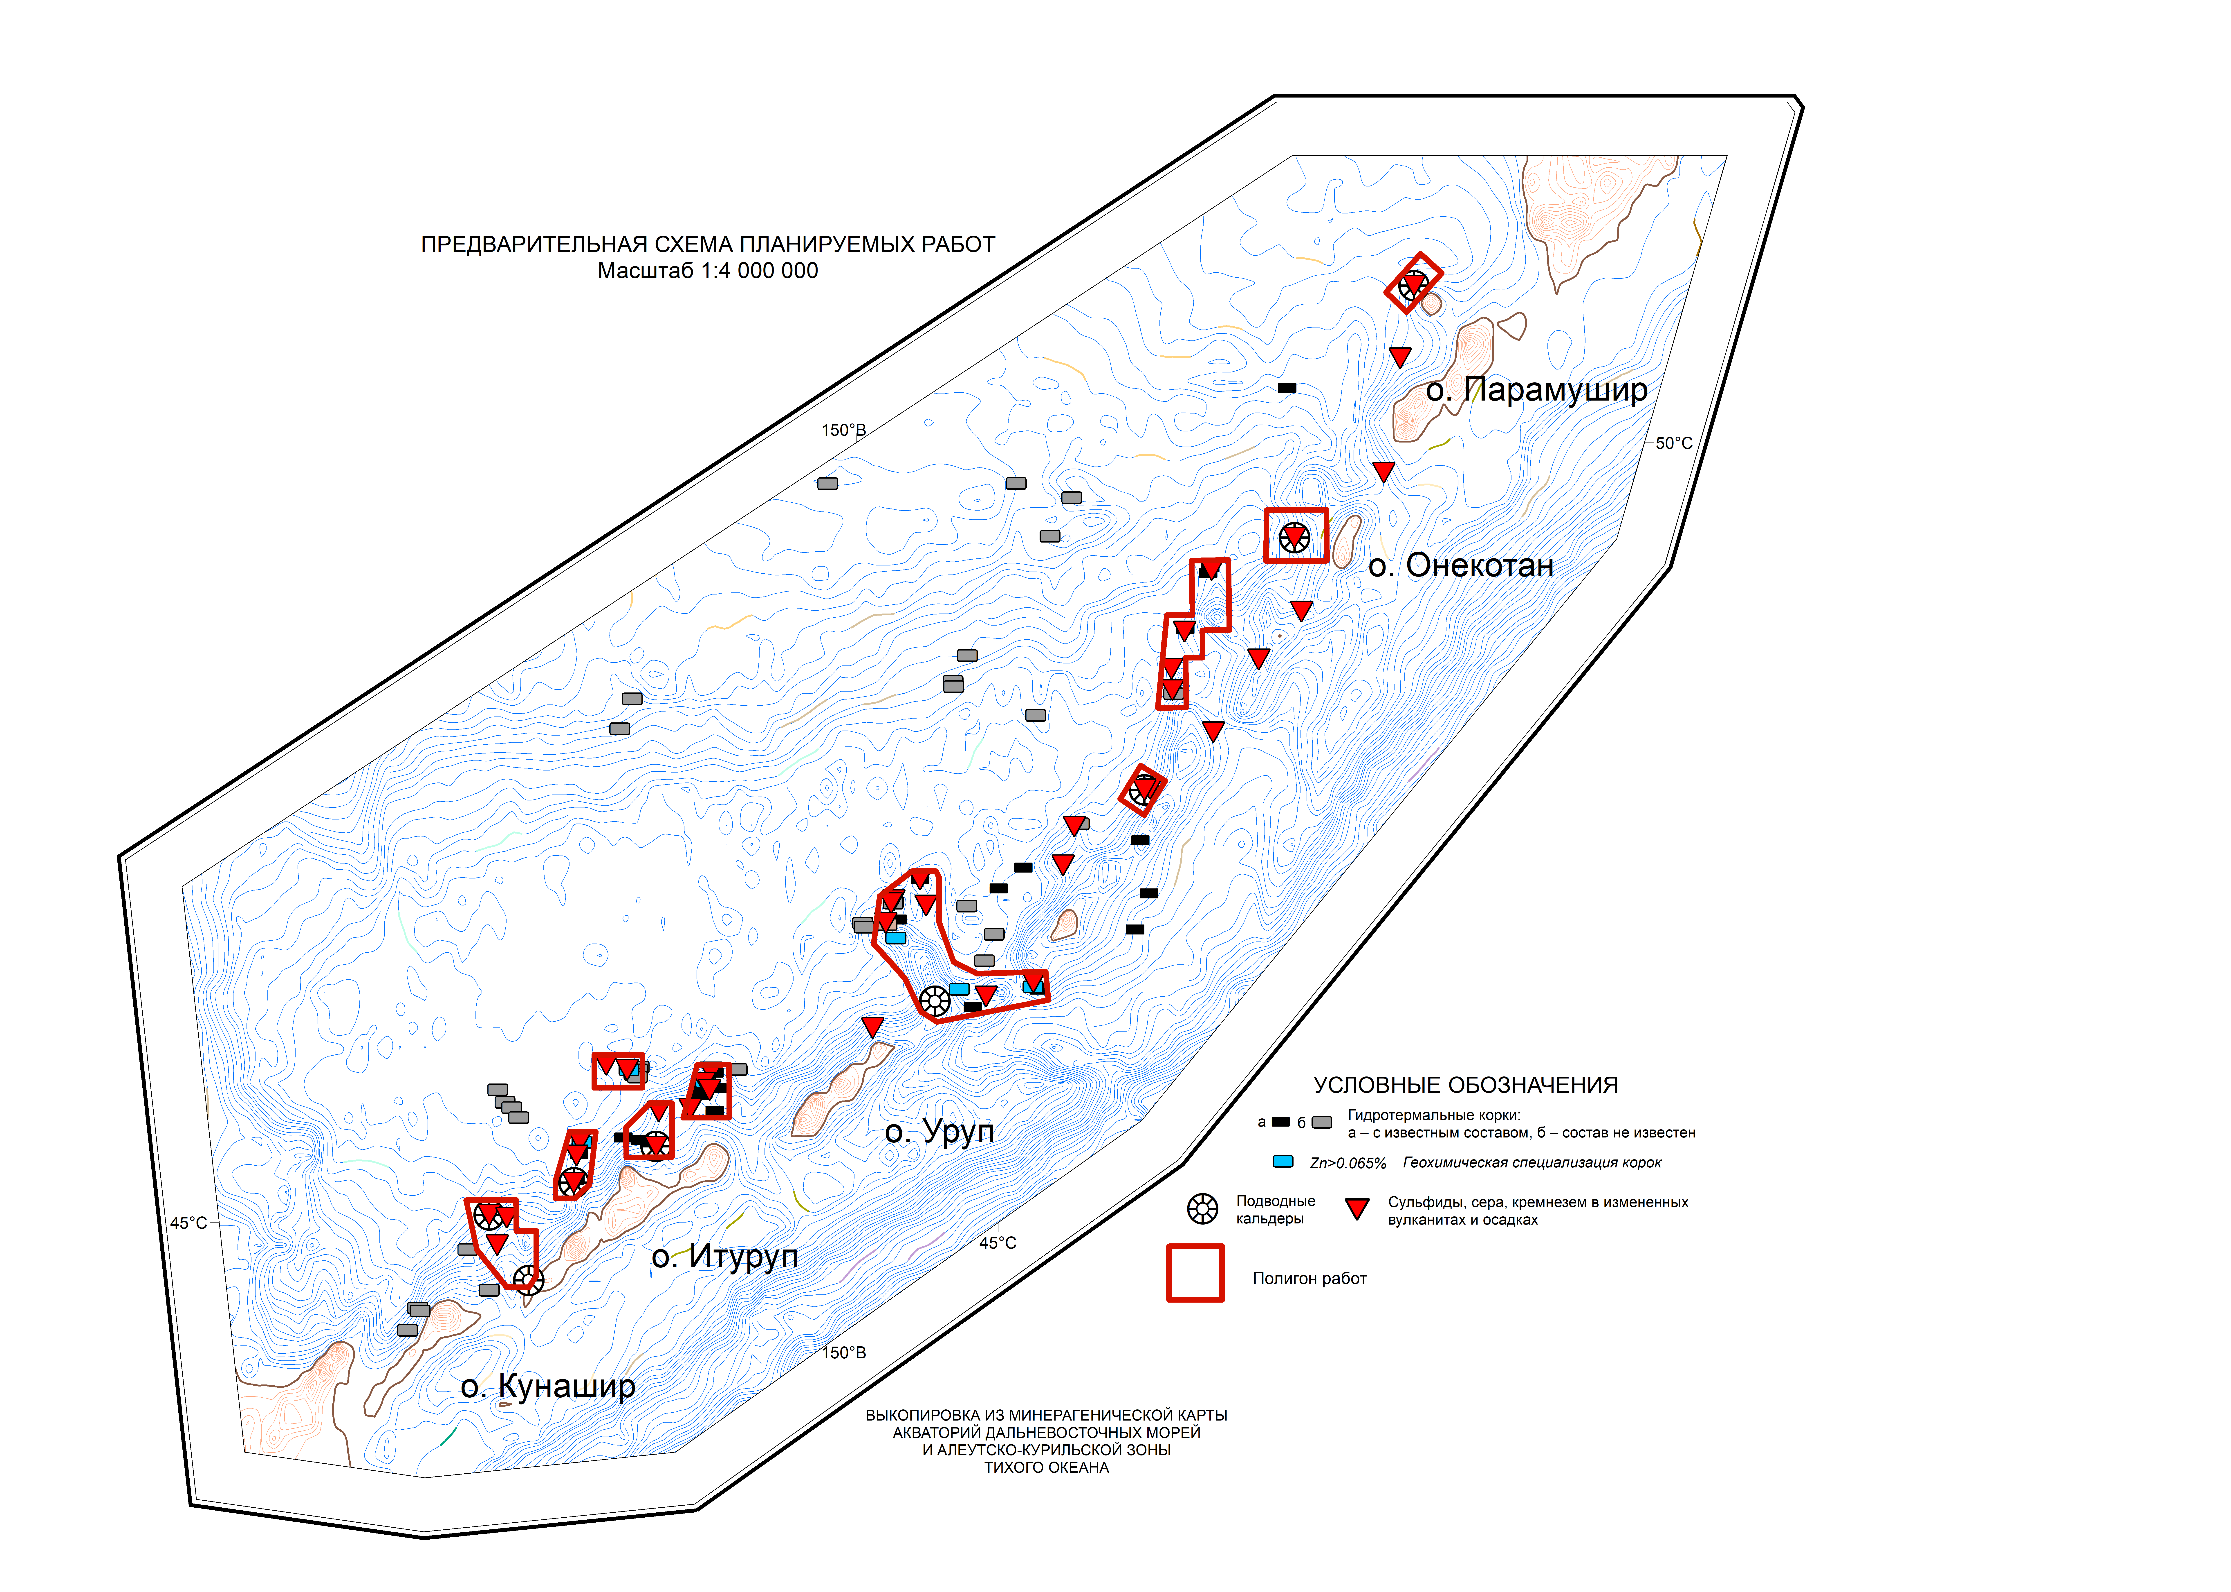 ПРЕДВАРИТЕЛЬНАЯ СХЕМА ПЛАНИРУЕМЫХ РАБОТ
Масштаб 1:4 000 000
150°В
о. Парамушир
50°С
о. Онекотан
о. Уруп
о. Итуруп
45°С
45°С
150°В
о. Кунашир
УСЛОВНЫЕ ОБОЗНАЧЕНИЯ
а б Гидротермальные корки:
а – с известным составом, б – состав не известен
Zn>0.065% Геохимическая специализация корок
Подводные
кальдеры
Сульфиды, сера, кремнезем в измененных
вулканитах и осадках
Полигон работ
ВЫКОПИРОВКА ИЗ МИНЕРАГЕНИЧЕСКОЙ КАРТЫ
АКВАТОРИЙ ДАЛЬНЕВОСТОЧНЫХ МОРЕЙ
И АЛЕУТСКО-КУРИЛЬСКОЙ ЗОНЫ
ТИХОГО ОКЕАНА